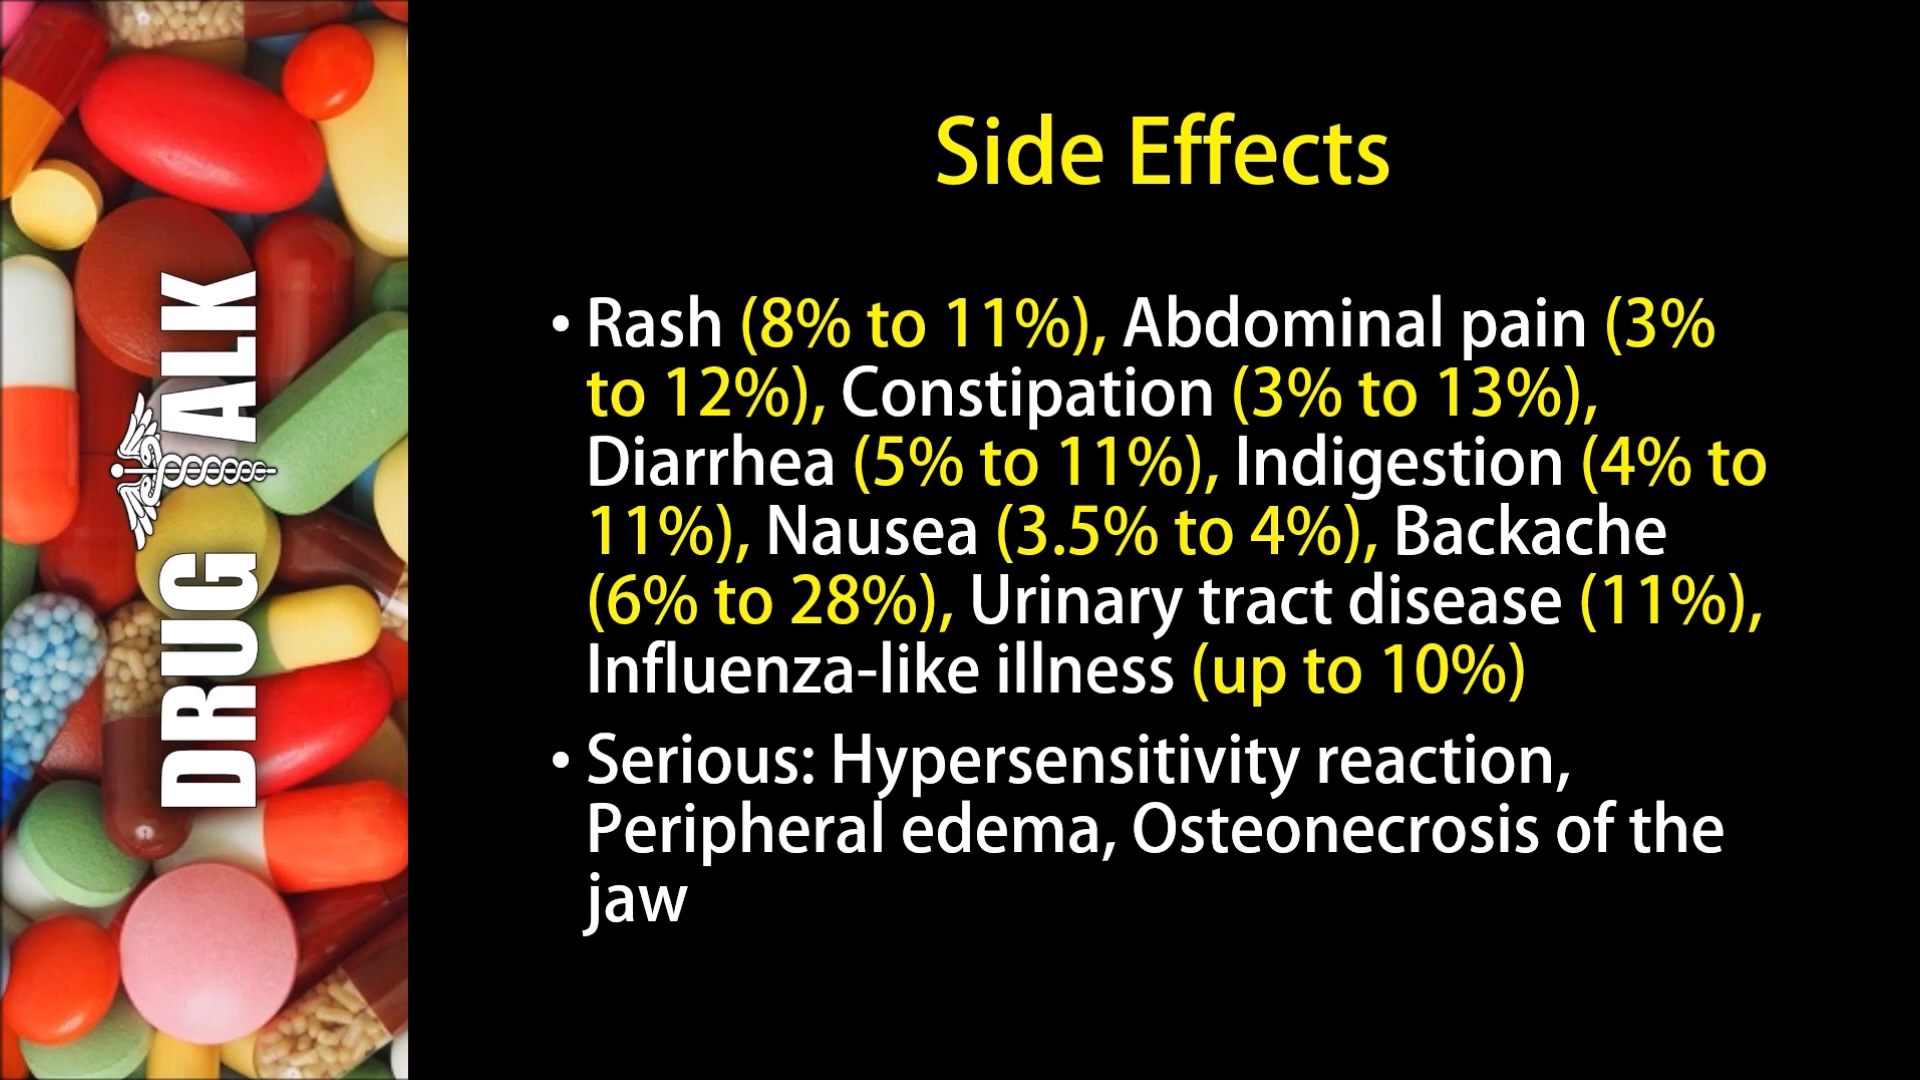 DRUG TALK
Side Effects
• Rash (8% to 11%), Abdominal pain (3%
to 12%), Constipation (3% to 13%),
Diarrhea (5% to 11%), Indigestion (4% to
11%), Nausea (3.5% to 4%), Backache
(6% to 28%), Urinary tract disease (11%),
Influenza-like illness (up to 10%)
• Serious: Hypersensitivity reaction,
Peripheral edema, Osteonecrosis of the
jaw